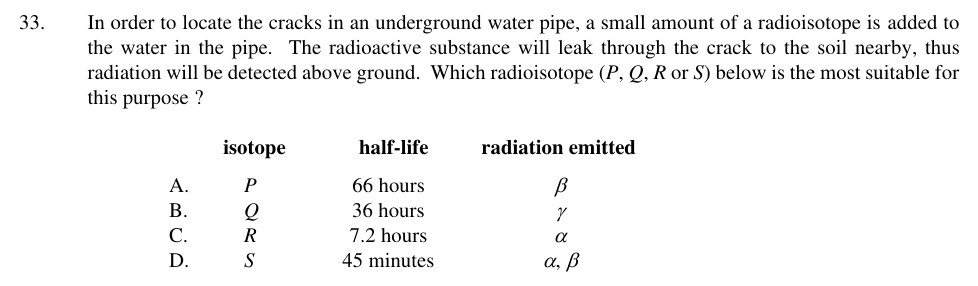 33. In order to locate the cracks in an underground water pipe, a small amount of a radioisotope is added to
the water in the pipe. The radioactive substance will leak through the crack to the soil nearby, thus
radiation will be detected above ground. Which radioisotope (P, Q, R or S) below is the most suitable for
this purpose ?
isotope half-life radiation emitted
A. P 66 hours β
B. Q 36 hours γ
C. R 7.2 hours α
D. S 45 minutes α, β